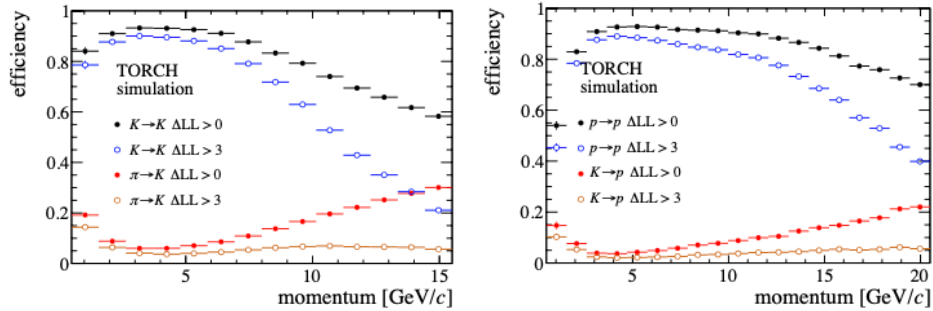 efficiency
1
0.8
0.6
0.4
0.2
0
TORCH
simulation
K→K ΔLL > 0
K→K ΔLL > 3
π→K ΔLL > 0
π→K ΔLL > 3
5
10
15
momentum [GeV/c]
efficiency
1
0.8
0.6
0.4
0.2
0
TORCH
simulation
p→p ΔLL > 0
p→p ΔLL > 3
K→p ΔLL > 0
K→p ΔLL > 3
5
10
15
20
momentum [GeV/c]